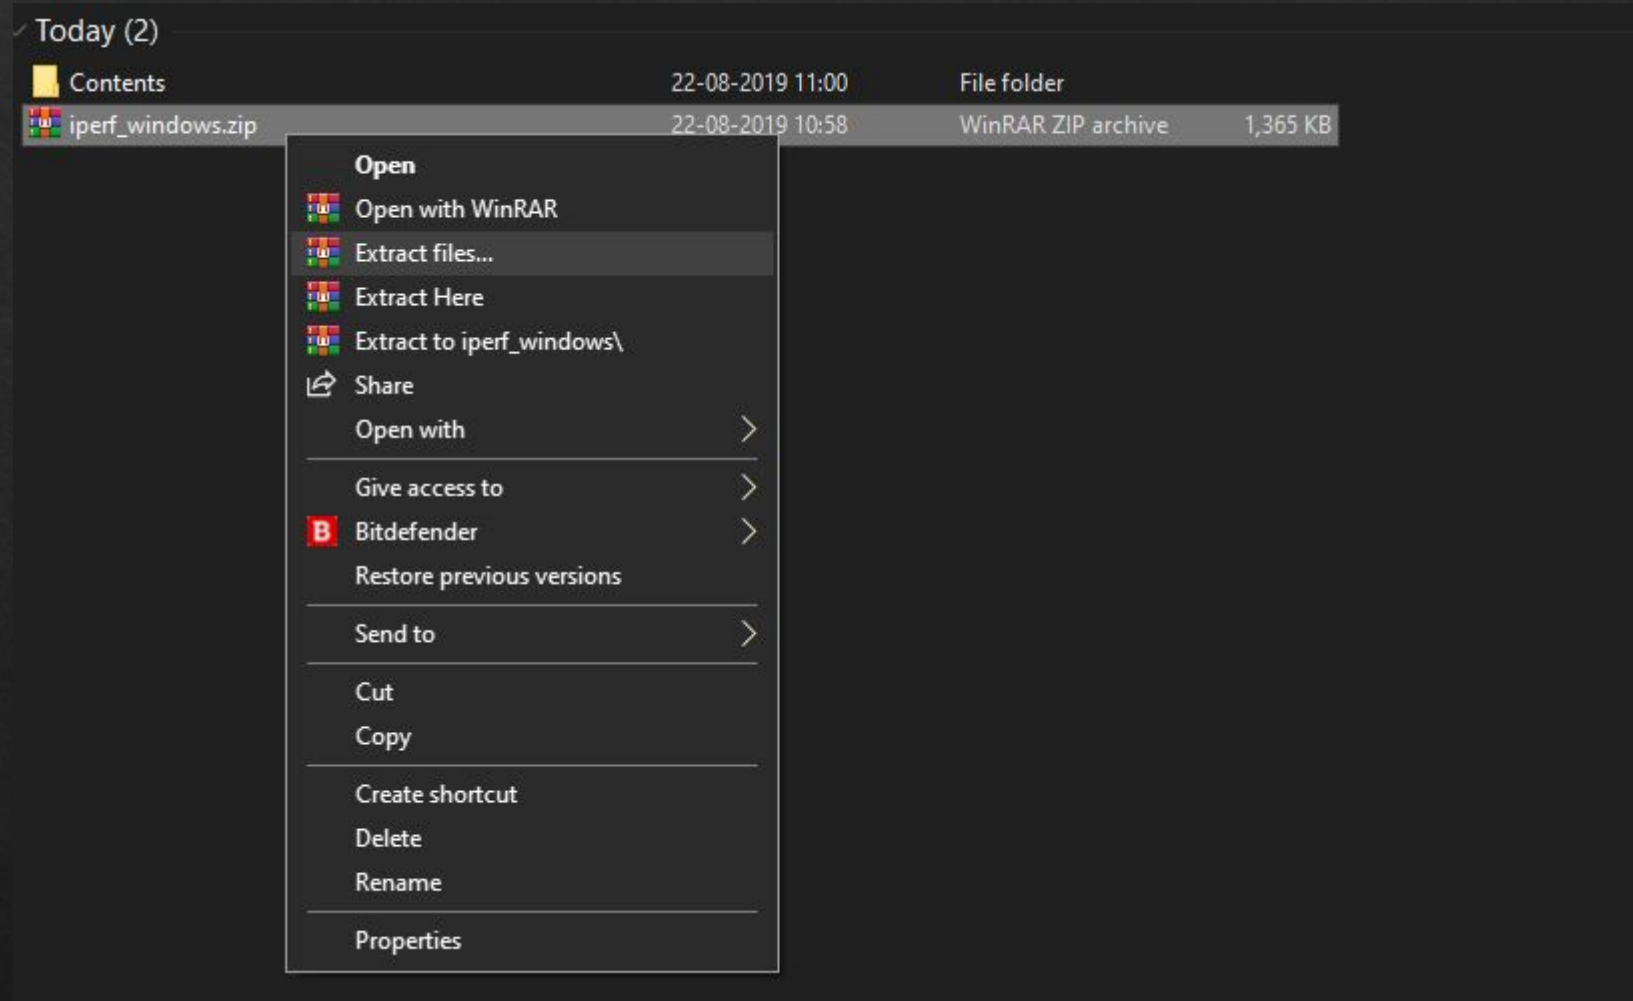 Today (2)
Contents 22-08-2019 11:00 File folder
iperf_windows.zip 22-08-2019 10:58 WinRAR ZIP archive 1,365 KB
Open
Open with WinRAR
Extract files...
Extract Here
Extract to iperf_windows\
Share
Open with
Give access to
B Bitdefender
Restore previous versions
Send to
Cut
Copy
Create shortcut
Delete
Rename
Properties